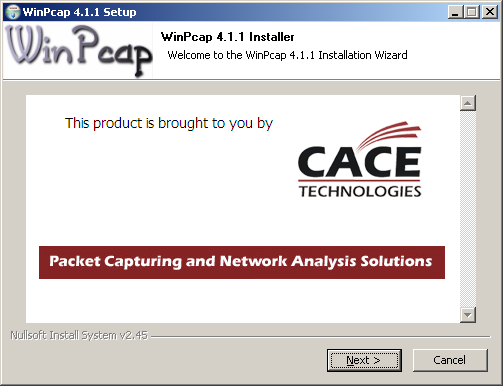 WinPcap 4.1.1 Setup
WinPcap
WinPcap 4.1.1 Installer
Welcome to the WinPcap 4.1.1 Installation Wizard
This product is brought to you by
CACE
TECHNOLOGIES
Packet Capturing and Network Analysis Solutions
Nullsoft Install System v2.45
Next >
Cancel